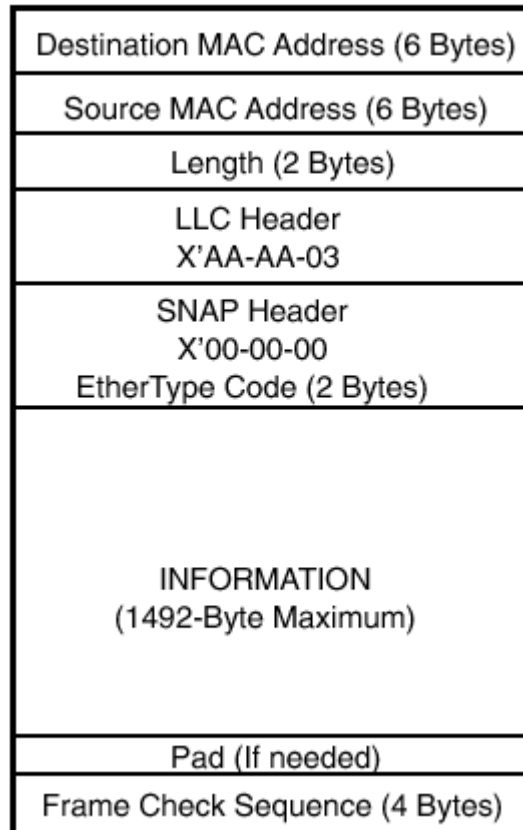 Destination MAC Address (6 Bytes)
Source MAC Address (6 Bytes)
Length (2 Bytes)
LLC Header
X'AA-AA-03
SNAP Header
X'00-00-00
EtherType Code (2 Bytes)
INFORMATION
(1492-Byte Maximum)
Pad (If needed)
Frame Check Sequence (4 Bytes)